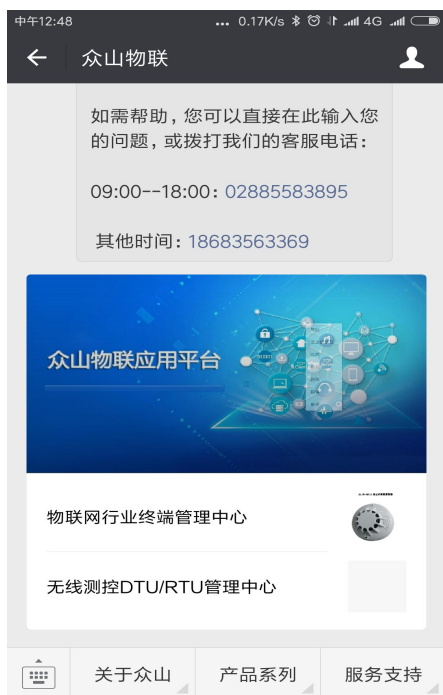 中午12:48
... 0.17K/s 4G
众山物联
如需帮助，您可以直接在此输入您
的问题，或拨打我们的客服电话：
09:00--18:00：02885583895
其他时间：18683563369
众山物联应用平台
物联网行业终端管理中心
无线测控DTU/RTU管理中心
关于众山
产品系列
服务支持